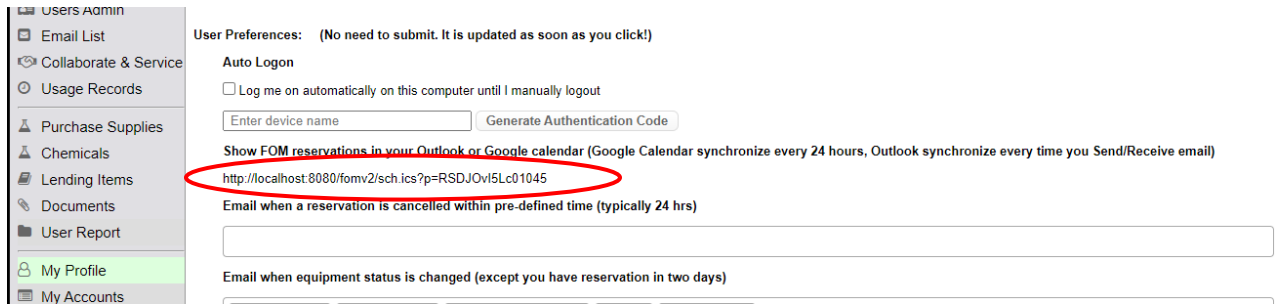 Users Admin
Email List
Collaborate & Service
Usage Records
Purchase Supplies
Chemicals
Lending Items
Documents
User Report
My Profile
My Accounts
User Preferences: (No need to submit. It is updated as soon as you click!)
Auto Logon
Log me on automatically on this computer until I manually logout
Enter device name
Generate Authentication Code
Show FOM reservations in your Outlook or Google calendar (Google Calendar synchronize every 24 hours, Outlook synchronize every time you Send/Receive email)
http://localhost:8080/fomv2/sch.ics?p=RSDJOvI5Lc01045
Email when a reservation is cancelled within pre-defined time (typically 24 hrs)
Email when equipment status is changed (except you have reservation in two days)